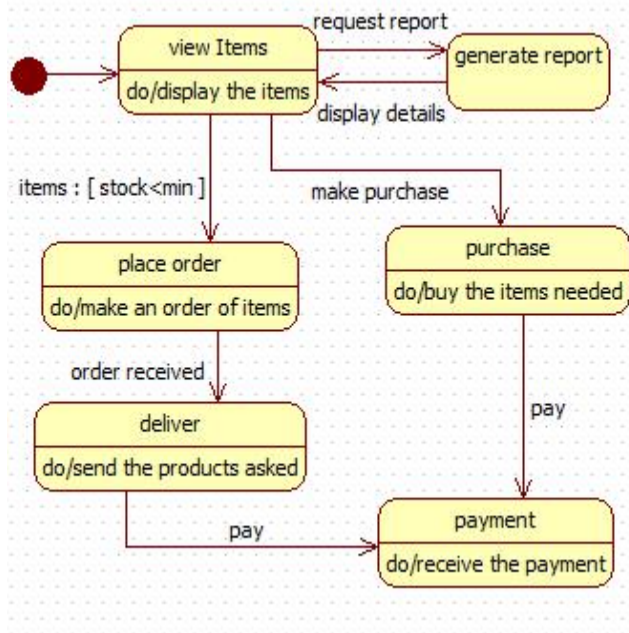 request report
view Items
do/display the items
generate report
display details
items : [ stock<min ]
make purchase
place order
do/make an order of items
purchase
do/buy the items needed
order received
pay
deliver
do/send the products asked
pay
payment
do/receive the payment